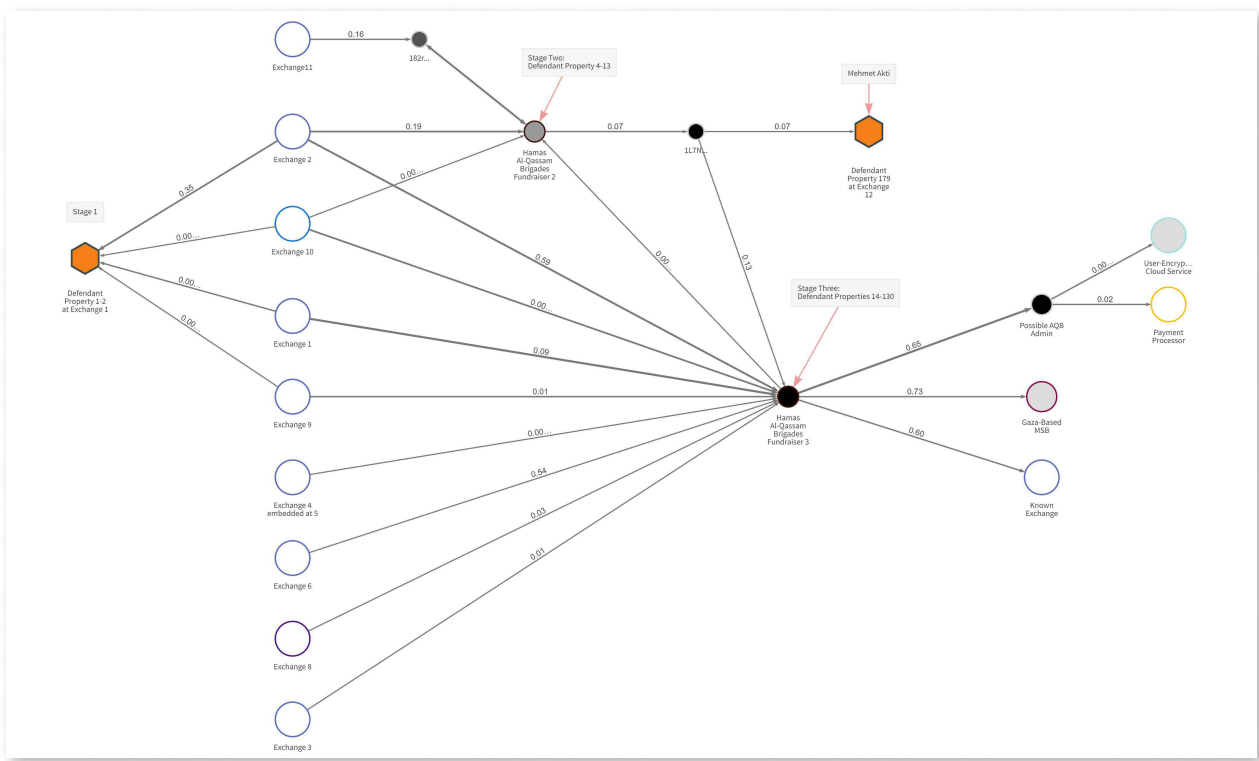 Exchange11
0.16
182r...
Stage Two:
Defendant Property 4-13
Mehmet Akti
Exchange 2
0.19
Hamas
Al-Qassam
Brigades
Fundraiser 2
0.07
1L7N...
0.07
Defendant
Property 179
at Exchange
12
0.35
0.00...
Stage 1
Defendant
Property 1-2
at Exchange 1
0.00...
0.00...
0.00...
Exchange 10
0.59
0.00...
0.00...
0.13
Exchange 1
0.09
Stage Three:
Defendant Properties 14-130
User-Encryp...
Cloud Service
0.00...
0.02
Possible AQB
Admin
Payment
Processor
0.65
Exchange 9
0.01
Hamas
Al-Qassam
Brigades
Fundraiser 3
0.73
Gaza-Based
MSB
0.60
Known
Exchange
0.00...
Exchange 4
embedded at 5
0.54
Exchange 6
0.03
Exchange 8
0.01
Exchange 3